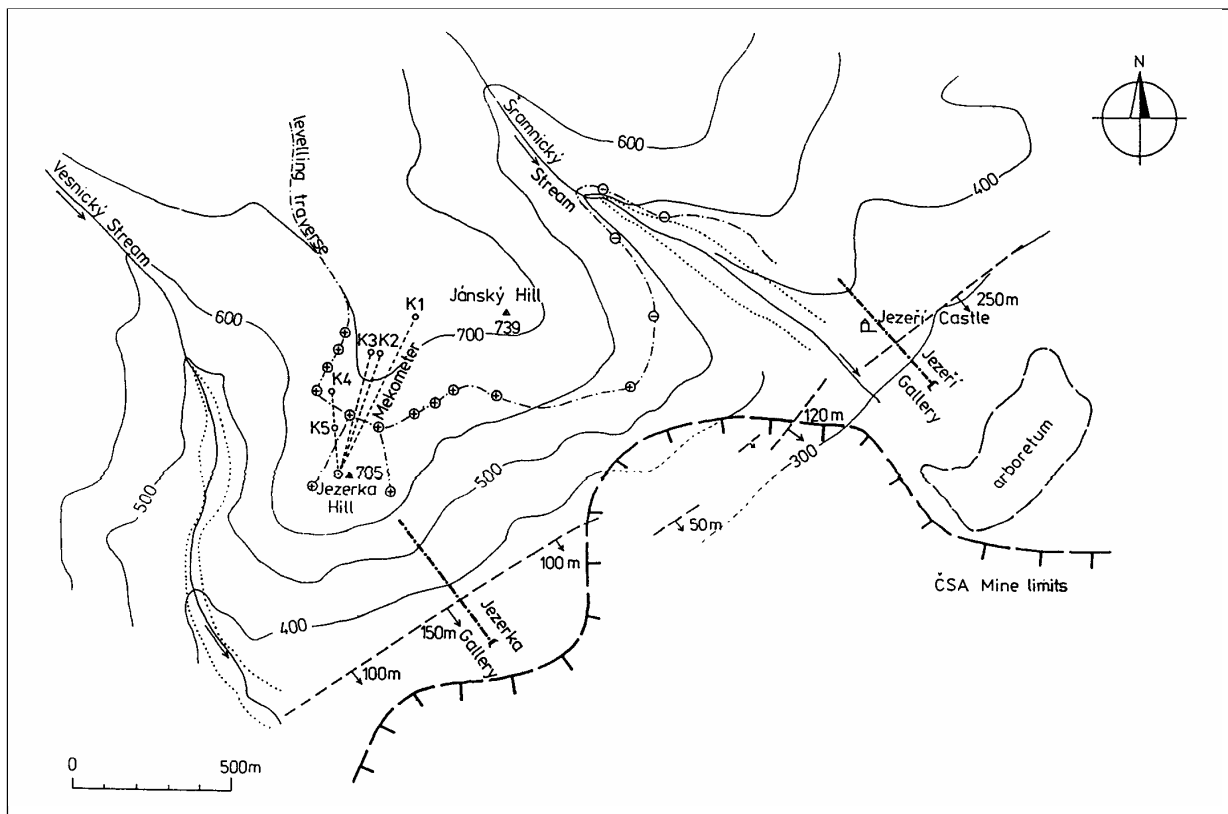 N
Šramnický
Stream
600
levelling traverse
400
Vesnický Stream
K1
Jánský Hill
739
250m
P
Jezeří Castle
600
K3
K2
700
Mekometer
Jezeří
Gallery
K4
K5
120m
300
arboretum
705
Jezerka
Hill
500
500
50m
100m
ČSA Mine limits
400
150m
Jezerka
Gallery
100m
0
500m